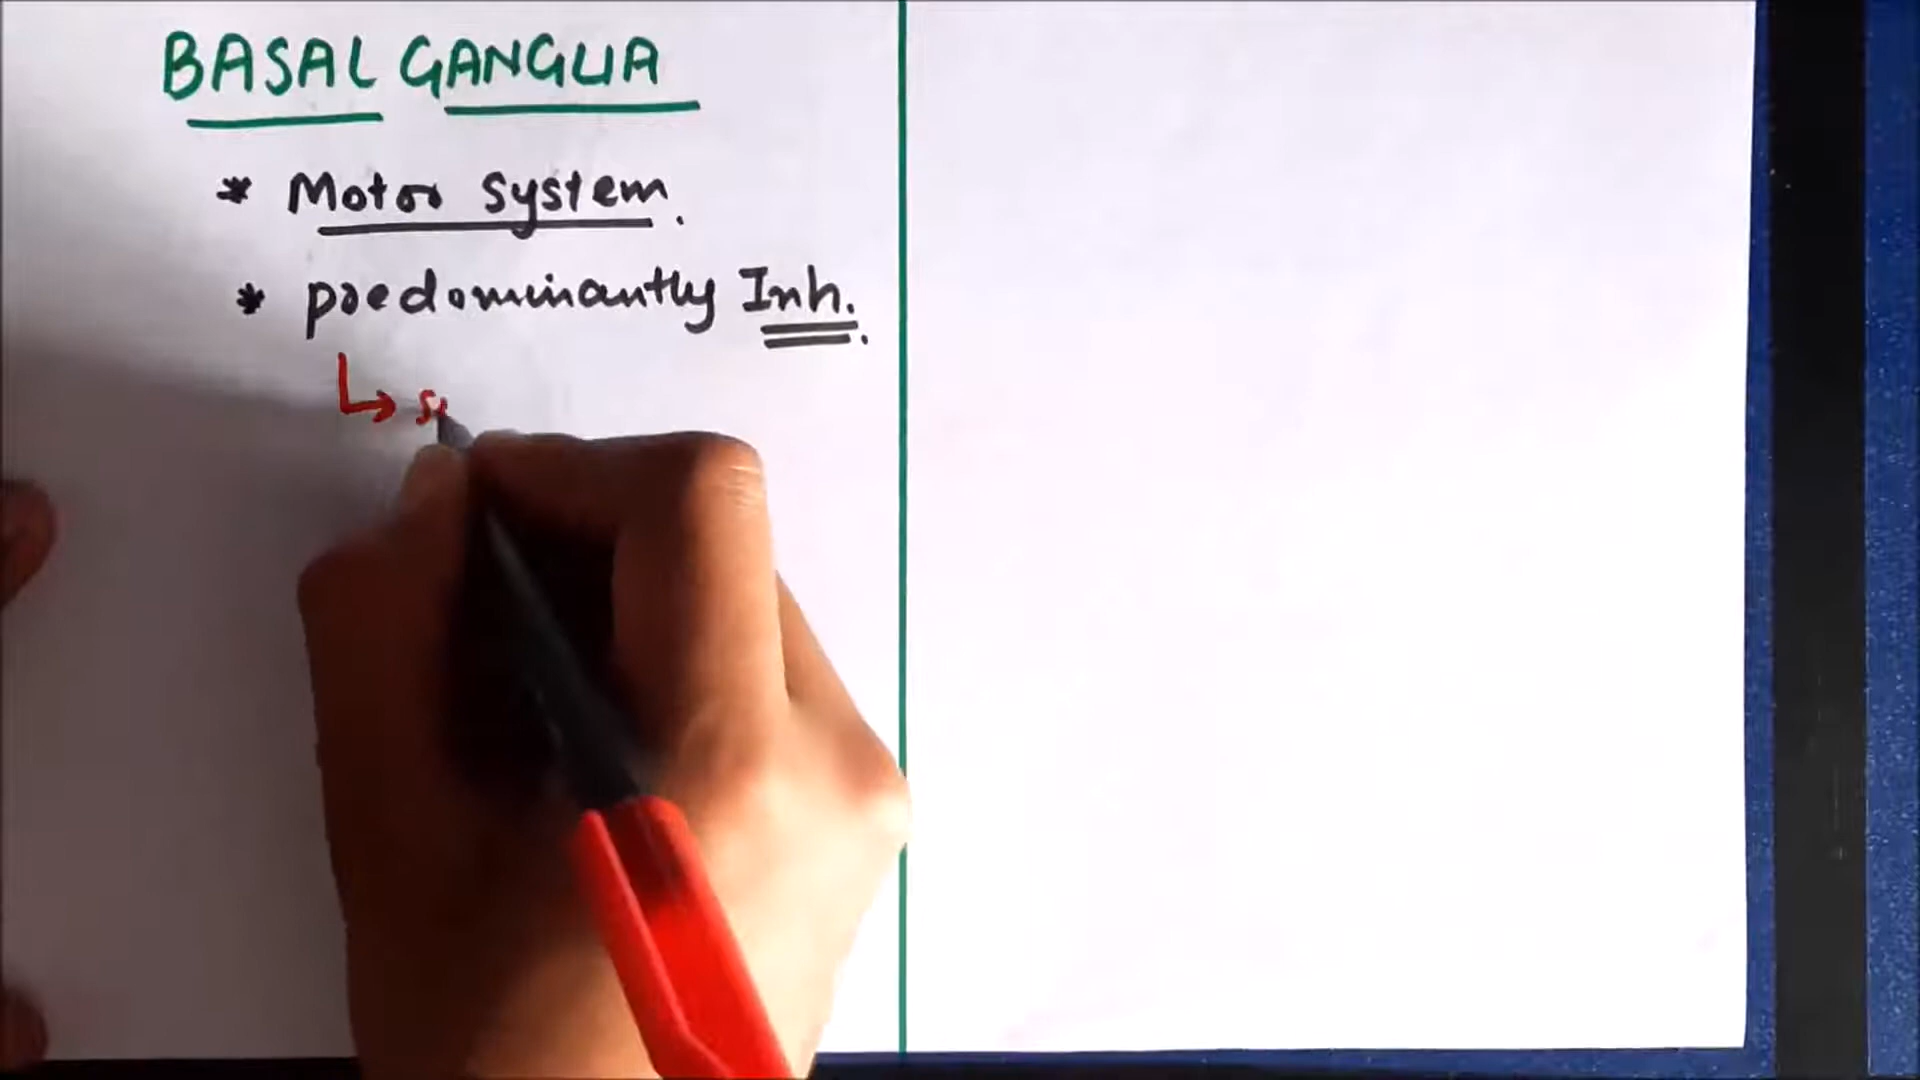 BASAL GANGLIA
* Motor System.
* predominantly Inh.